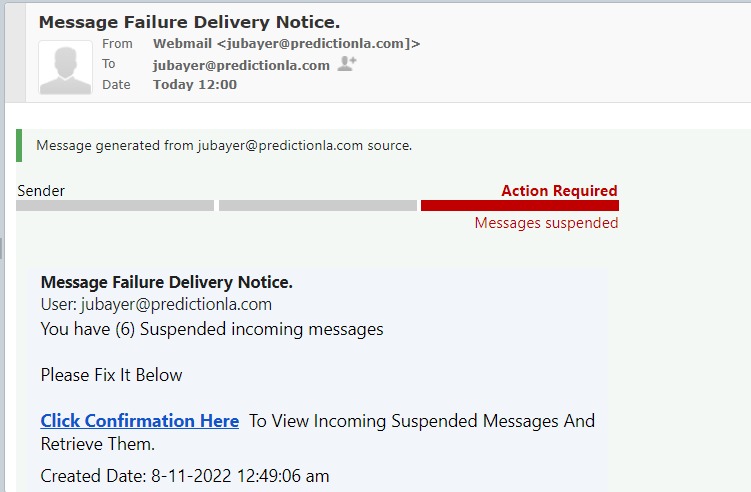 Message Failure Delivery Notice.
From Webmail <jubayer@predictionla.com]>
To jubayer@predictionla.com
Date Today 12:00
Message generated from jubayer@predictionla.com source.
Sender Action Required
Messages suspended
Message Failure Delivery Notice.
User: jubayer@predictionla.com
You have (6) Suspended incoming messages
Please Fix It Below
Click Confirmation Here To View Incoming Suspended Messages And
Retrieve Them.
Created Date: 8-11-2022 12:49:06 am